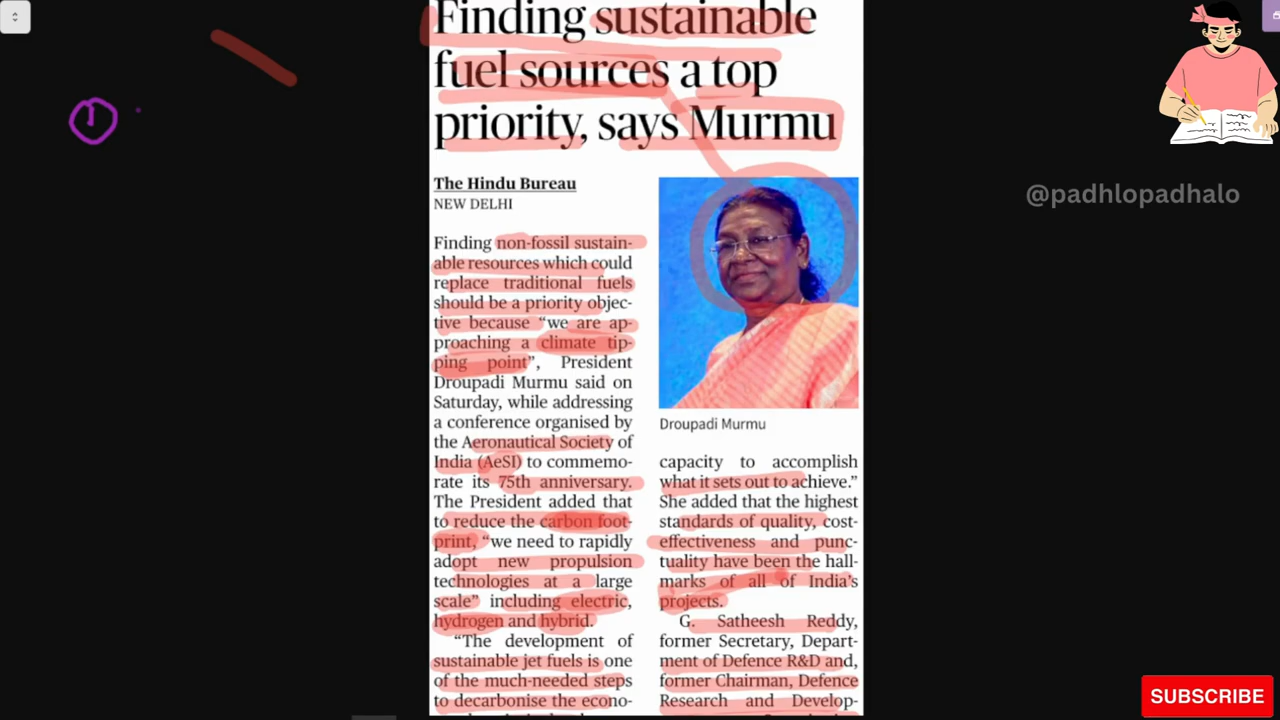 Finding sustainable
fuel sources a top
priority, says Murmu
@padhlopadhalo
The Hindu Bureau
NEW DELHI
Finding non-fossil sustain-
able resources which could
replace traditional fuels
should be a priority objec-
tive because “we are ap-
proaching a climate tip-
ping point”, President
Droupadi Murmu said on
Saturday, while addressing
a conference organised by
the Aeronautical Society of
India (AeSI) to commemo-
rate its 75th anniversary.
The President added that
to reduce the carbon foot-
print, “we need to rapidly
adopt new propulsion
technologies at a large
scale” including electric,
hydrogen and hybrid.
“The development of
sustainable jet fuels is one
of the much-needed steps
to decarbonise the econo-
Droupadi Murmu
capacity to accomplish
what it sets out to achieve.”
She added that the highest
standards of quality, cost-
effectiveness and punc-
tuality have been the hall-
marks of all of India’s
projects.
G. Satheesh Reddy,
former Secretary, Depart-
ment of Defence R&D and,
former Chairman, Defence
Research and Develop-
SUBSCRIBE